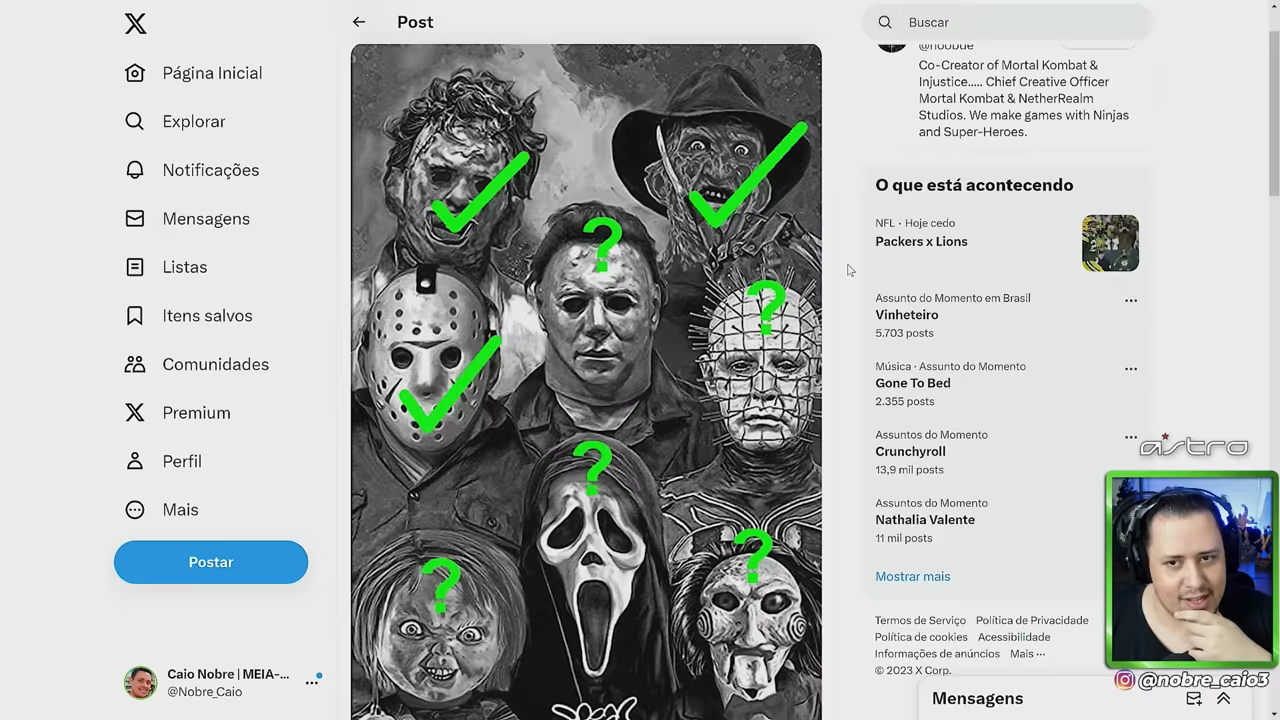 Página Inicial
Explorar
Notificações
Mensagens
Listas
Itens salvos
Comunidades
Premium
Perfil
Mais
Postar
Caio Nobre | MEIA-...
@Nobre_Caio
Post
?
?
?
?
?
Buscar
@noobde
Co-Creator of Mortal Kombat &
Injustice..... Chief Creative Officer
Mortal Kombat & NetherRealm
Studios. We make games with Ninjas
and Super-Heroes.
O que está acontecendo
NFL · Hoje cedo
Packers x Lions
Assunto do Momento em Brasil
Vinheteiro
5.703 posts
Música · Assunto do Momento
Gone To Bed
2.355 posts
Assuntos do Momento
Crunchyroll
13,9 mil posts
Assuntos do Momento
Nathalia Valente
11 mil posts
Mostrar mais
Termos de Serviço Política de Privacidade
Política de cookies Acessibilidade
Informações de anúncios Mais ···
© 2023 X Corp.
Mensagens
astro
@nobre_caio3